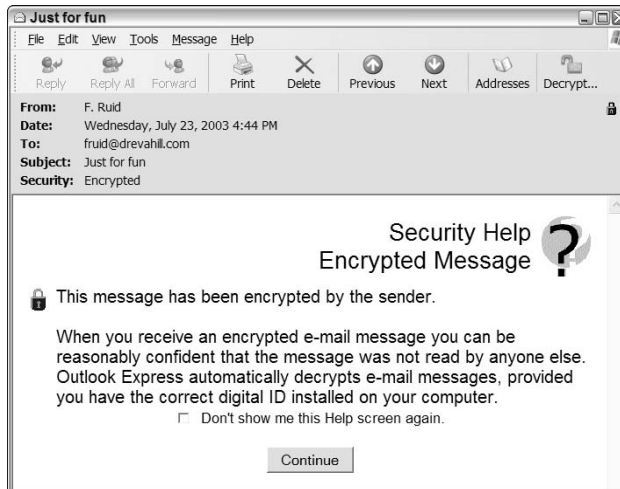 Just for fun
File Edit View Tools Message Help
Reply Reply All Forward Print Delete Previous Next Addresses Decrypt...
From: F. Ruid
Date: Wednesday, July 23, 2003 4:44 PM
To: fruid@drevahill.com
Subject: Just for fun
Security: Encrypted
Security Help
Encrypted Message
This message has been encrypted by the sender.
When you receive an encrypted e-mail message you can be
reasonably confident that the message was not read by anyone else.
Outlook Express automatically decrypts e-mail messages, provided
you have the correct digital ID installed on your computer.
Don't show me this Help screen again.
Continue